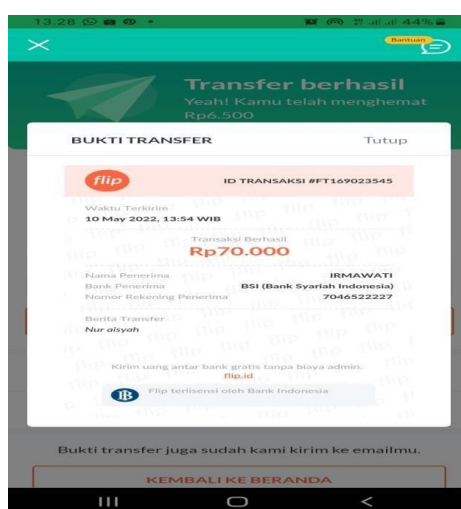 13.28 44%
Bantuan
Transfer berhasil
Yeah! Kamu telah menghemat
Rp6.500
BUKTI TRANSFER Tutup
flip ID TRANSAKSI #FT169023545
Waktu Terkirim
10 May 2022, 13:54 WIB
Transaksi Berhasil
Rp70.000
Nama Penerima IRMAWATI
Bank Penerima BSI (Bank Syariah Indonesia)
Nomor Rekening Penerima 7046522227
Berita Transfer
Nur aisyah
Kirim uang antar bank gratis tanpa biaya admin.
flip.id
Flip terlisensi oleh Bank Indonesia
Bukti transfer juga sudah kami kirim ke emailmu.
KEMBALI KE BERANDA